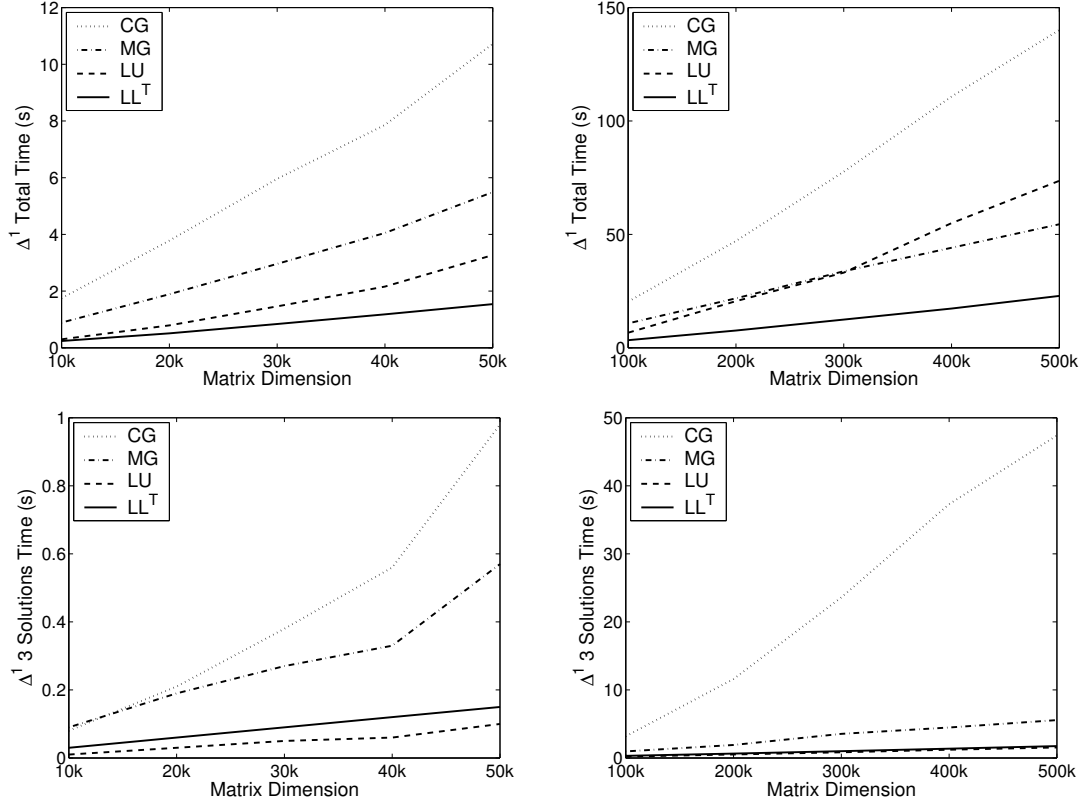 Δ¹ Total Time (s)
12
10
8
6
4
2
0
CG
MG
LU
LLᵀ
10k 20k 30k 40k 50k
Matrix Dimension
Δ¹ Total Time (s)
150
100
50
0
CG
MG
LU
LLᵀ
100k 200k 300k 400k 500k
Matrix Dimension
Δ¹ 3 Solutions Time (s)
1
0.8
0.6
0.4
0.2
0
CG
MG
LU
LLᵀ
10k 20k 30k 40k 50k
Matrix Dimension
Δ¹ 3 Solutions Time (s)
50
40
30
20
10
0
CG
MG
LU
LLᵀ
100k 200k 300k 400k 500k
Matrix Dimension